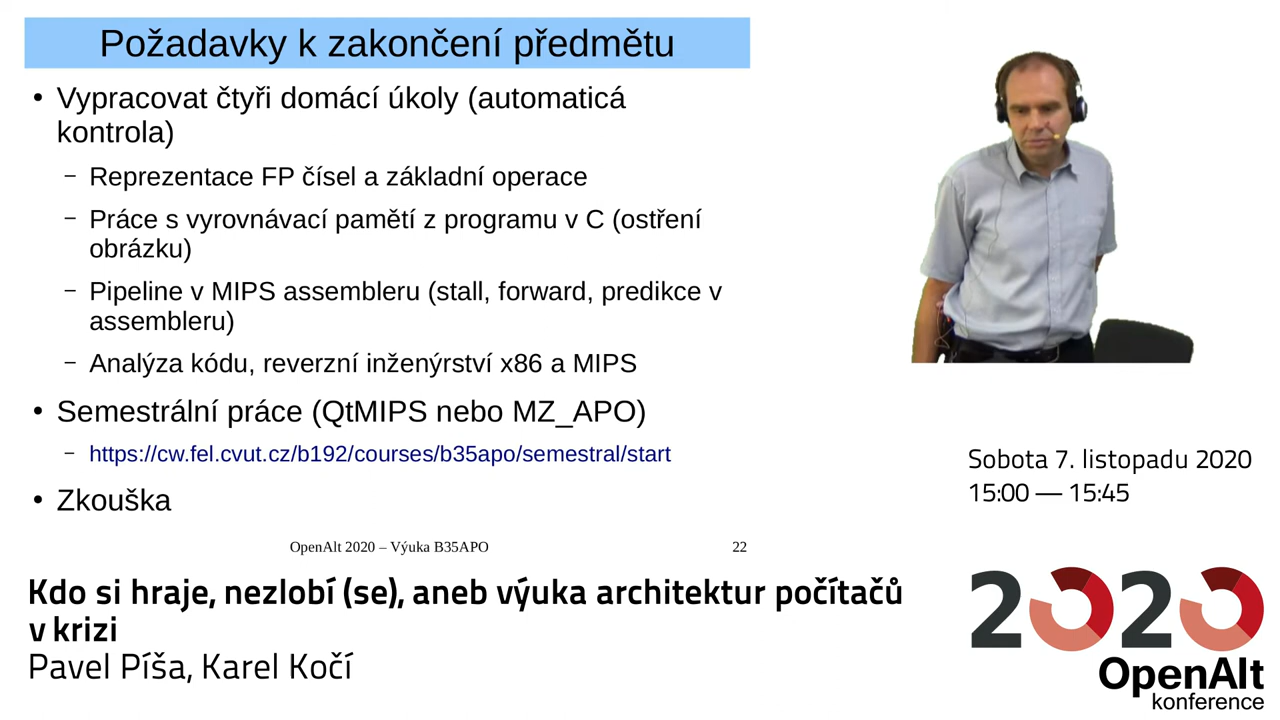 Požadavky k zakončení předmětu
• Vypracovat čtyři domácí úkoly (automatická
kontrola)
– Reprezentace FP čísel a základní operace
– Práce s vyrovnávací pamětí z programu v C (ostření
obrázku)
– Pipeline v MIPS assembleru (stall, forward, predikce v
assembleru)
– Analýza kódu, reverzní inženýrství x86 a MIPS
• Semestrální práce (QtMIPS nebo MZ_APO)
– https://cw.fel.cvut.cz/b192/courses/b35apo/semestral/start
• Zkouška
OpenAlt 2020 – Výuka B35APO 22
Sobota 7. listopadu 2020
15:00 — 15:45
Kdo si hraje, nezlobí (se), aneb výuka architektur počítačů
v krizi
Pavel Píša, Karel Kočí
2020
OpenAlt
konference